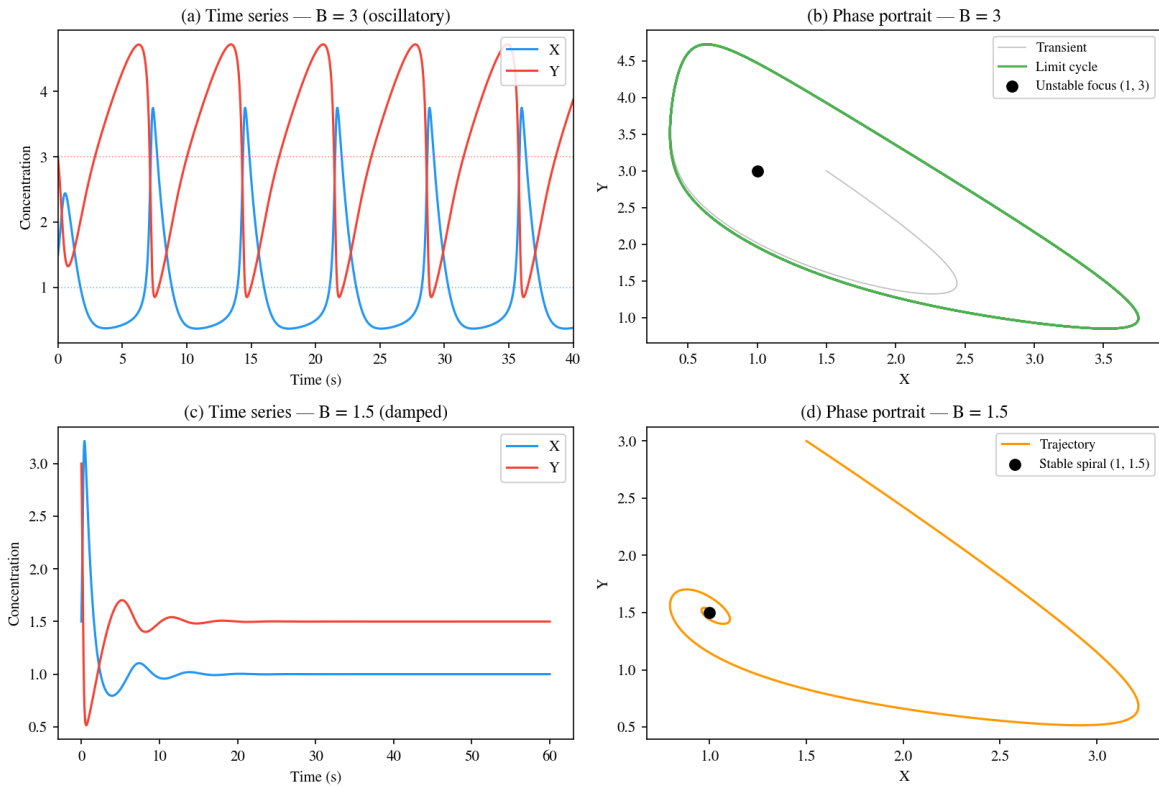 (a) Time series — B = 3 (oscillatory)
Concentration
4
3
2
1
X
Y
0 5 10 15 20 25 30 35 40
Time (s)
(b) Phase portrait — B = 3
Y
4.5
4.0
3.5
3.0
2.5
2.0
1.5
1.0
Transient
Limit cycle
Unstable focus (1, 3)
0.5 1.0 1.5 2.0 2.5 3.0 3.5
X
(c) Time series — B = 1.5 (damped)
Concentration
3.0
2.5
2.0
1.5
1.0
0.5
X
Y
0 10 20 30 40 50 60
Time (s)
(d) Phase portrait — B = 1.5
Y
3.0
2.5
2.0
1.5
1.0
0.5
Trajectory
Stable spiral (1, 1.5)
1.0 1.5 2.0 2.5 3.0
X